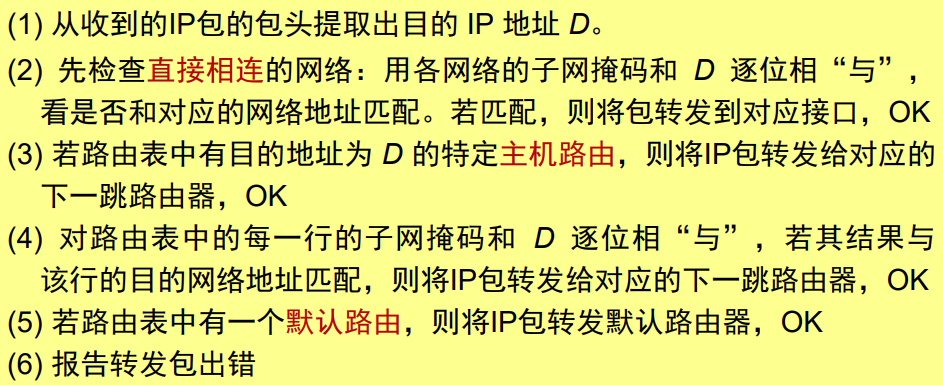 (1) 从收到的IP包的包头提取出目的 IP 地址 D。
(2) 先检查直接相连的网络：用各网络的子网掩码和 D 逐位相“与”，
看是否和对应的网络地址匹配。若匹配，则将包转发到对应接口，OK
(3) 若路由表中有目的地址为 D 的特定主机路由，则将IP包转发给对应的
下一跳路由器，OK
(4) 对路由表中的每一行的子网掩码和 D 逐位相“与”，若其结果与
该行的目的网络地址匹配，则将IP包转发给对应的下一跳路由器，OK
(5) 若路由表中有一个默认路由，则将IP包转发默认路由器，OK
(6) 报告转发包出错